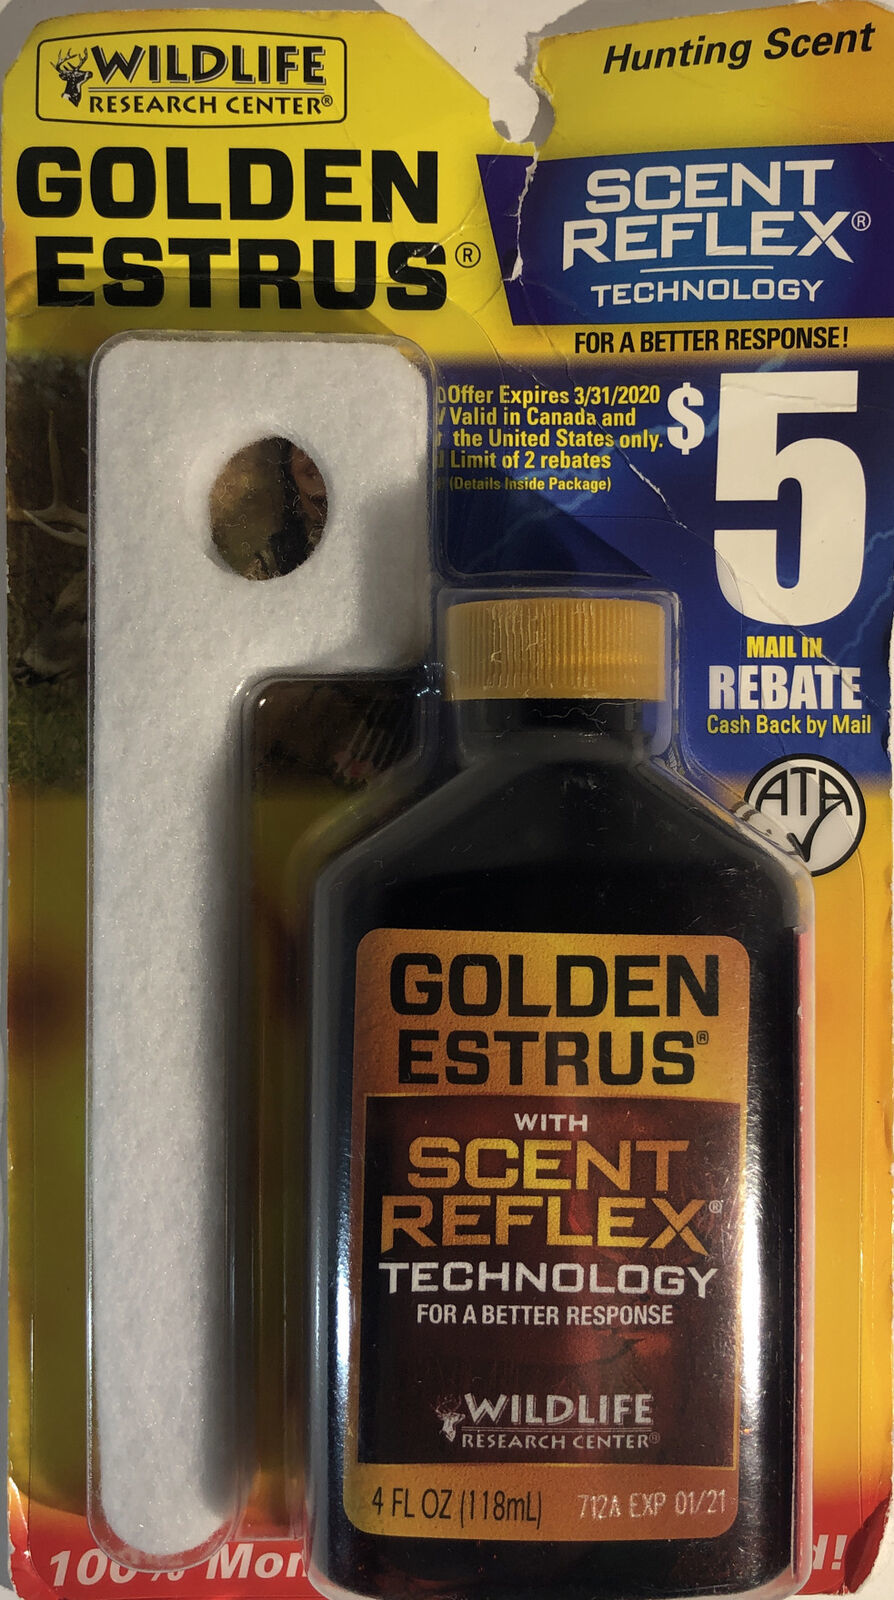 WILDLIFE
RESEARCH CENTER®
Hunting Scent
GOLDEN
ESTRUS®
SCENT
REFLEX®
TECHNOLOGY
FOR A BETTER RESPONSE!
Offer Expires 3/31/2020
Valid in Canada and
the United States only.
Limit of 2 rebates
(Details Inside Package)
$5
MAIL IN
REBATE
Cash Back by Mail
ATA
GOLDEN
ESTRUS®
WITH
SCENT
REFLEX®
TECHNOLOGY
FOR A BETTER RESPONSE
WILDLIFE
RESEARCH CENTER®
4 FL OZ (118mL) 712A EXP 01/21
100%